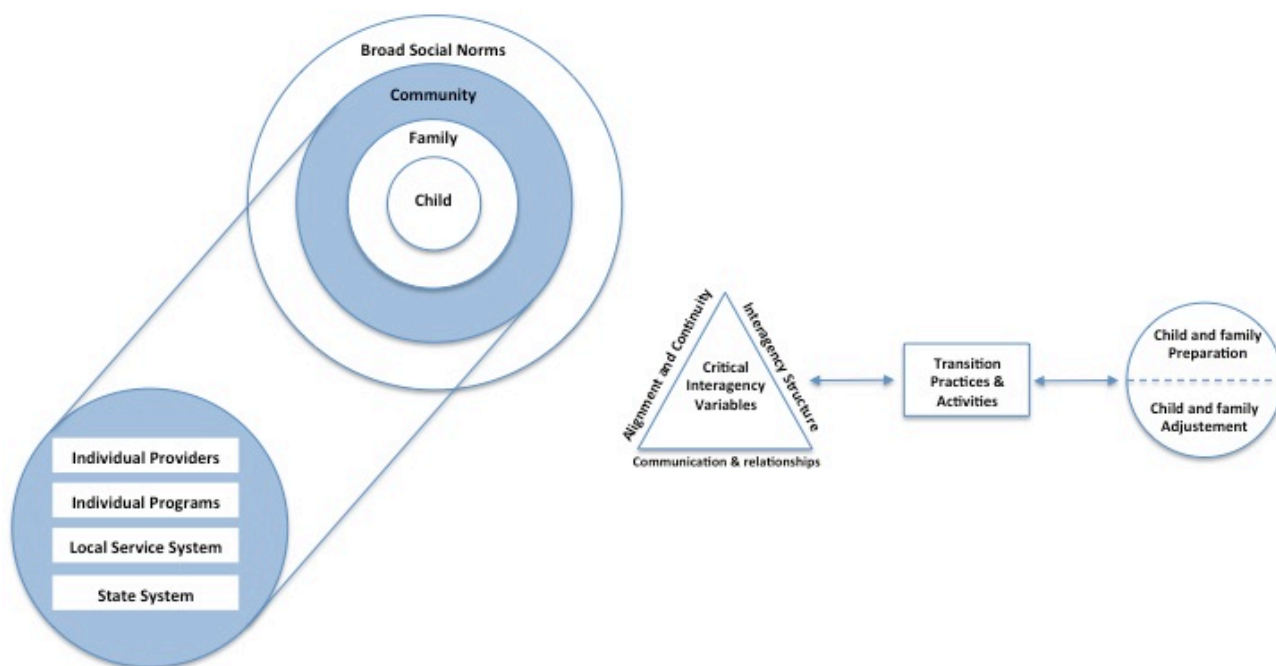 Broad Social Norms
Community
Family
Child
Individual Providers
Individual Programs
Local Service System
State System
Alignment and Continuity
Interagency Structure
Critical
Interagency
Variables
Communication & relationships
Transition
Practices &
Activities
Child and family
Preparation
Child and family
Adjustement